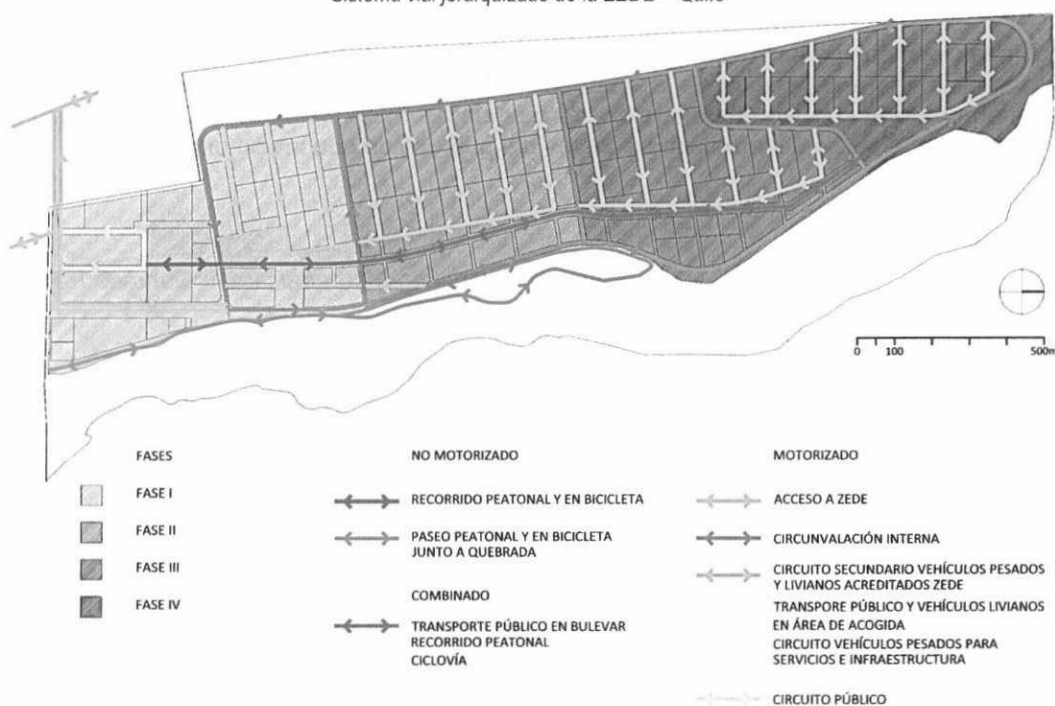 Sistema vial jerarquizado de la ZEDE – Quito
0 100 500m
FASES
FASE I
FASE II
FASE III
FASE IV
NO MOTORIZADO
RECORRIDO PEATONAL Y EN BICICLETA
PASEO PEATONAL Y EN BICICLETA
JUNTO A QUEBRADA
COMBINADO
TRANSPORTE PÚBLICO EN BULEVAR
RECORRIDO PEATONAL
CICLOVÍA
MOTORIZADO
ACCESO A ZEDE
CIRCUNVALACIÓN INTERNA
CIRCUITO SECUNDARIO VEHÍCULOS PESADOS
Y LIVIANOS ACREDITADOS ZEDE
TRANSPORE PÚBLICO Y VEHÍCULOS LIVIANOS
EN ÁREA DE ACOGIDA
CIRCUITO VEHÍCULOS PESADOS PARA
SERVICIOS E INFRAESTRUCTURA
CIRCUITO PÚBLICO